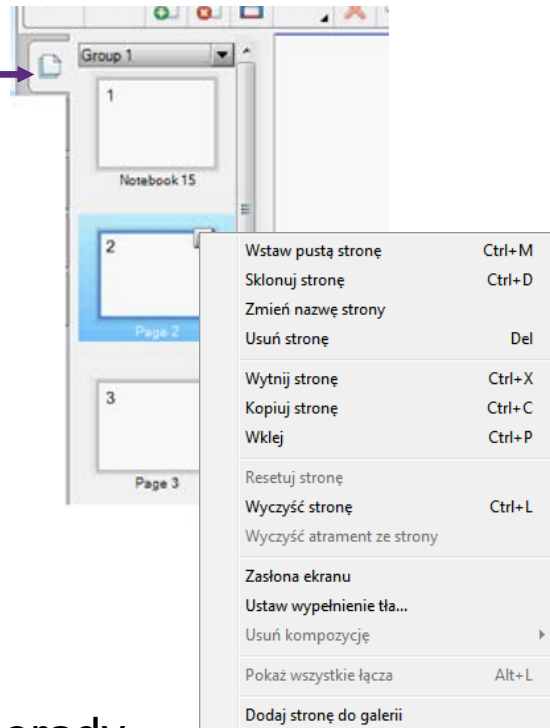 Group 1
1
Notebook 15
2
Page 2
3
Page 3
Wstaw pustą stronę Ctrl+M
Sklonuj stronę Ctrl+D
Zmień nazwę strony
Usuń stronę Del
Wytnij stronę Ctrl+X
Kopiuj stronę Ctrl+C
Wklej Ctrl+P
Resetuj stronę
Wyczyść stronę Ctrl+L
Wyczyść atrament ze strony
Zasłona ekranu
Ustaw wypełnienie tła...
Usuń kompozycję
Pokaż wszystkie łącza Alt+L
Dodaj stronę do galerii